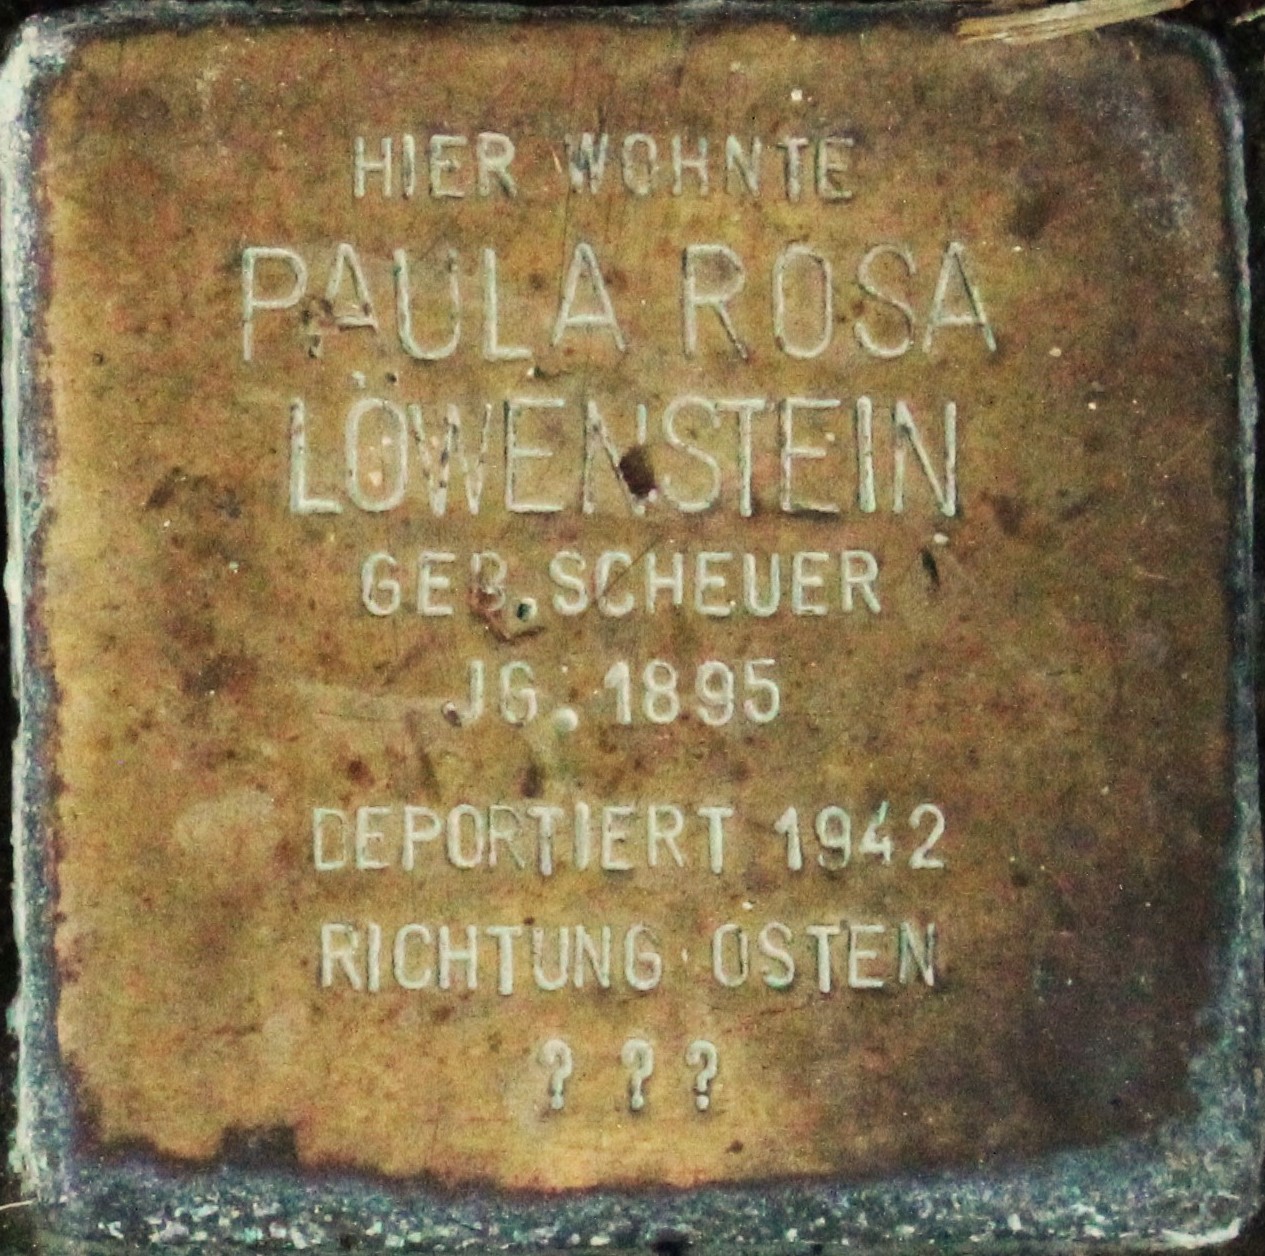 HIER WOHNTE
PAULA ROSA
LÖWENSTEIN
GEB. SCHEUER
JG. 1895
DEPORTIERT 1942
RICHTUNG OSTEN
? ? ?